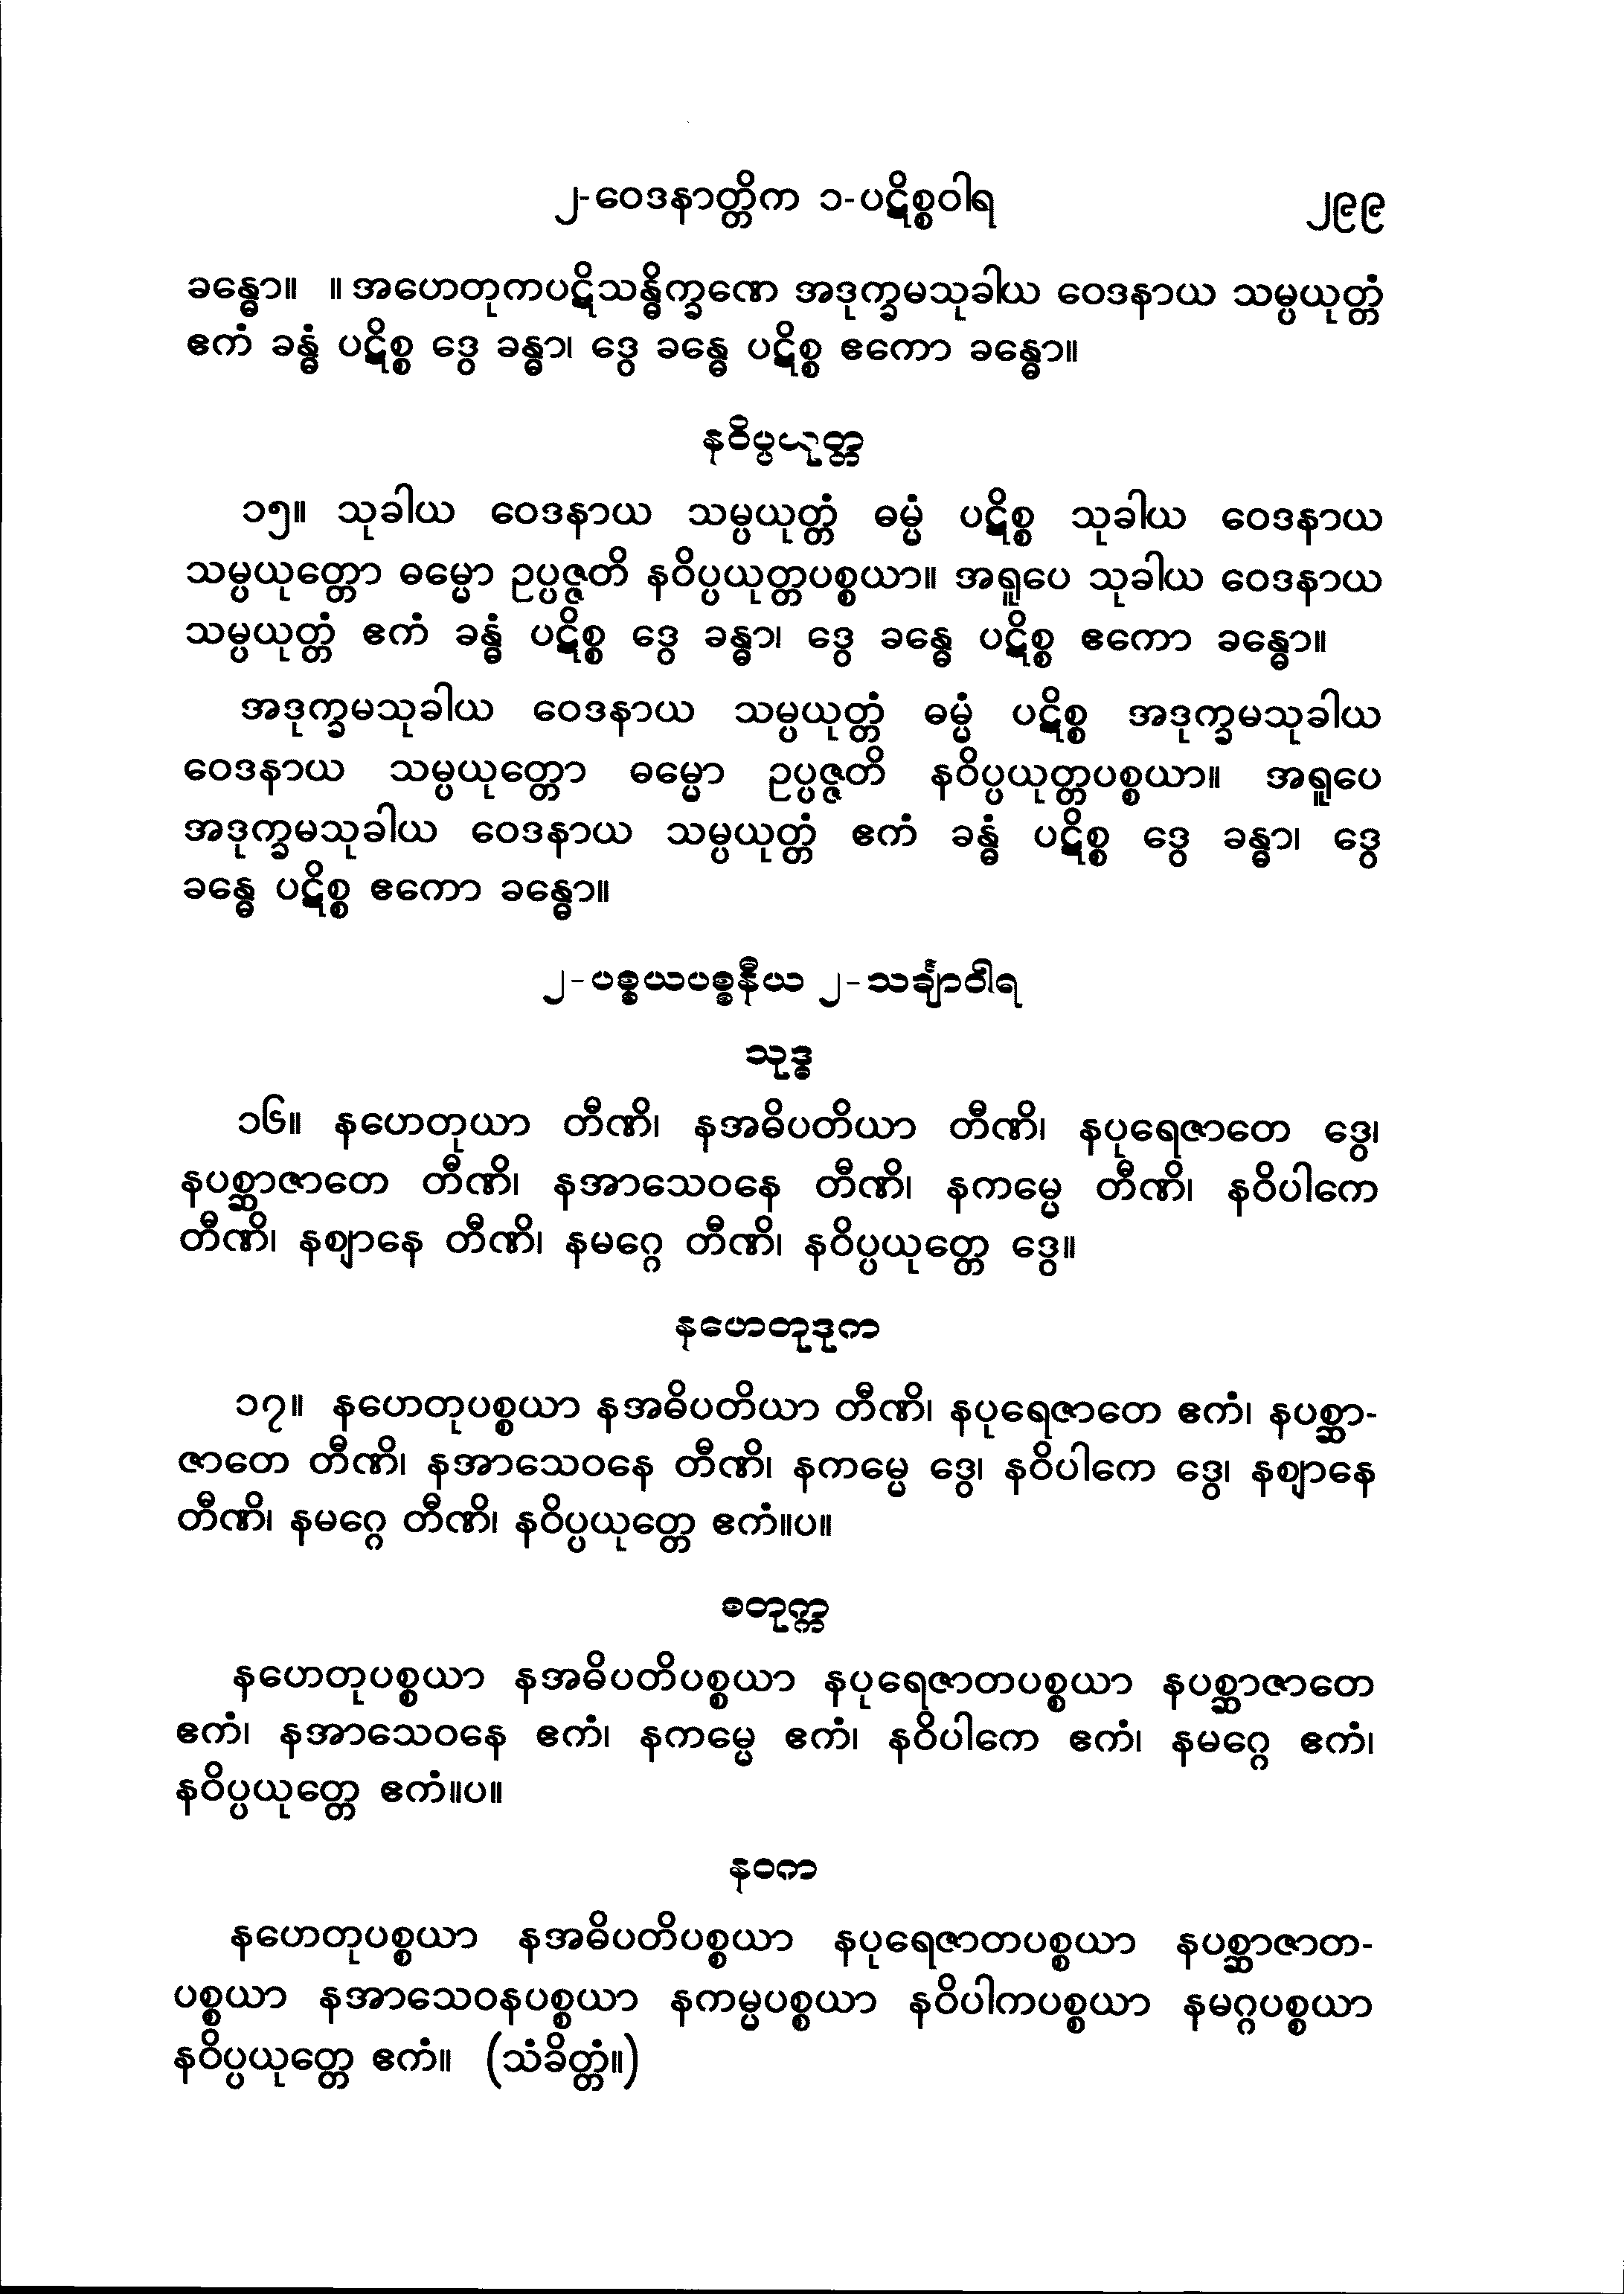 ၂-ဝေဒနာတ္တိက ၁-ပဋိစ္စဝါရ ၂၉၉
ခန္ဓော။ ။ အဟေတုကပဋိသန္ဓိက္ခဏေ အဒုက္ခမသုခါယ ဝေဒနာယ သမ္ပယုတ္တံ
ဧကံ ခန္ဓံ ပဋိစ္စ ဒွေ ခန္ဓာ၊ ဒွေ ခန္ဓေ ပဋိစ္စ ဧကော ခန္ဓော။
နဝိပ္ပယုတ္တ
၁၅။ သုခါယ ဝေဒနာယ သမ္ပယုတ္တံ ဓမ္မံ ပဋိစ္စ သုခါယ ဝေဒနာယ
သမ္ပယုတ္တော ဓမ္မော ဥပ္ပဇ္ဇတိ နဝိပ္ပယုတ္တပစ္စယာ။ အရူပေ သုခါယ ဝေဒနာယ
သမ္ပယုတ္တံ ဧကံ ခန္ဓံ ပဋိစ္စ ဒွေ ခန္ဓာ၊ ဒွေ ခန္ဓေ ပဋိစ္စ ဧကော ခန္ဓော။
အဒုက္ခမသုခါယ ဝေဒနာယ သမ္ပယုတ္တံ ဓမ္မံ ပဋိစ္စ အဒုက္ခမသုခါယ
ဝေဒနာယ သမ္ပယုတ္တော ဓမ္မော ဥပ္ပဇ္ဇတိ နဝိပ္ပယုတ္တပစ္စယာ။ အရူပေ
အဒုက္ခမသုခါယ ဝေဒနာယ သမ္ပယုတ္တံ ဧကံ ခန္ဓံ ပဋိစ္စ ဒွေ ခန္ဓာ၊ ဒွေ
ခန္ဓေ ပဋိစ္စ ဧကော ခန္ဓော။
၂-ပစ္စယပစ္စနီယ ၂-သင်္ချာဝါရ
သုဒ္ဓ
၁၆။ နဟေတုယာ တီဏိ၊ နအဓိပတိယာ တီဏိ၊ နပုရေဇာတေ ဒွေ၊
နပစ္ဆာဇာတေ တီဏိ၊ နအာသေဝနေ တီဏိ၊ နကမ္မေ တီဏိ၊ နဝိပါကေ
တီဏိ၊ နဈာနေ တီဏိ၊ နမဂ္ဂေ တီဏိ၊ နဝိပ္ပယုတ္တေ ဒွေ။
နဟေတုဒုက
၁၇။ နဟေတုပစ္စယာ နအဓိပတိယာ တီဏိ၊ နပုရေဇာတေ ဧကံ၊ နပစ္ဆာ-
ဇာတေ တီဏိ၊ နအာသေဝနေ တီဏိ၊ နကမ္မေ ဒွေ၊ နဝိပါကေ ဒွေ၊ နဈာနေ
တီဏိ၊ နမဂ္ဂေ တီဏိ၊ နဝိပ္ပယုတ္တေ ဧကံ။ပ။
စတုက္က
နဟေတုပစ္စယာ နအဓိပတိပစ္စယာ နပုရေဇာတပစ္စယာ နပစ္ဆာဇာတေ
ဧကံ၊ နအာသေဝနေ ဧကံ၊ နကမ္မေ ဧကံ၊ နဝိပါကေ ဧကံ၊ နမဂ္ဂေ ဧကံ၊
နဝိပ္ပယုတ္တေ ဧကံ။ပ။
နဝက
နဟေတုပစ္စယာ နအဓိပတိပစ္စယာ နပုရေဇာတပစ္စယာ နပစ္ဆာဇာတ-
ပစ္စယာ နအာသေဝနပစ္စယာ နကမ္မပစ္စယာ နဝိပါကပစ္စယာ နမဂ္ဂပစ္စယာ
နဝိပ္ပယုတ္တေ ဧကံ။ (သံခိတ္တံ။)